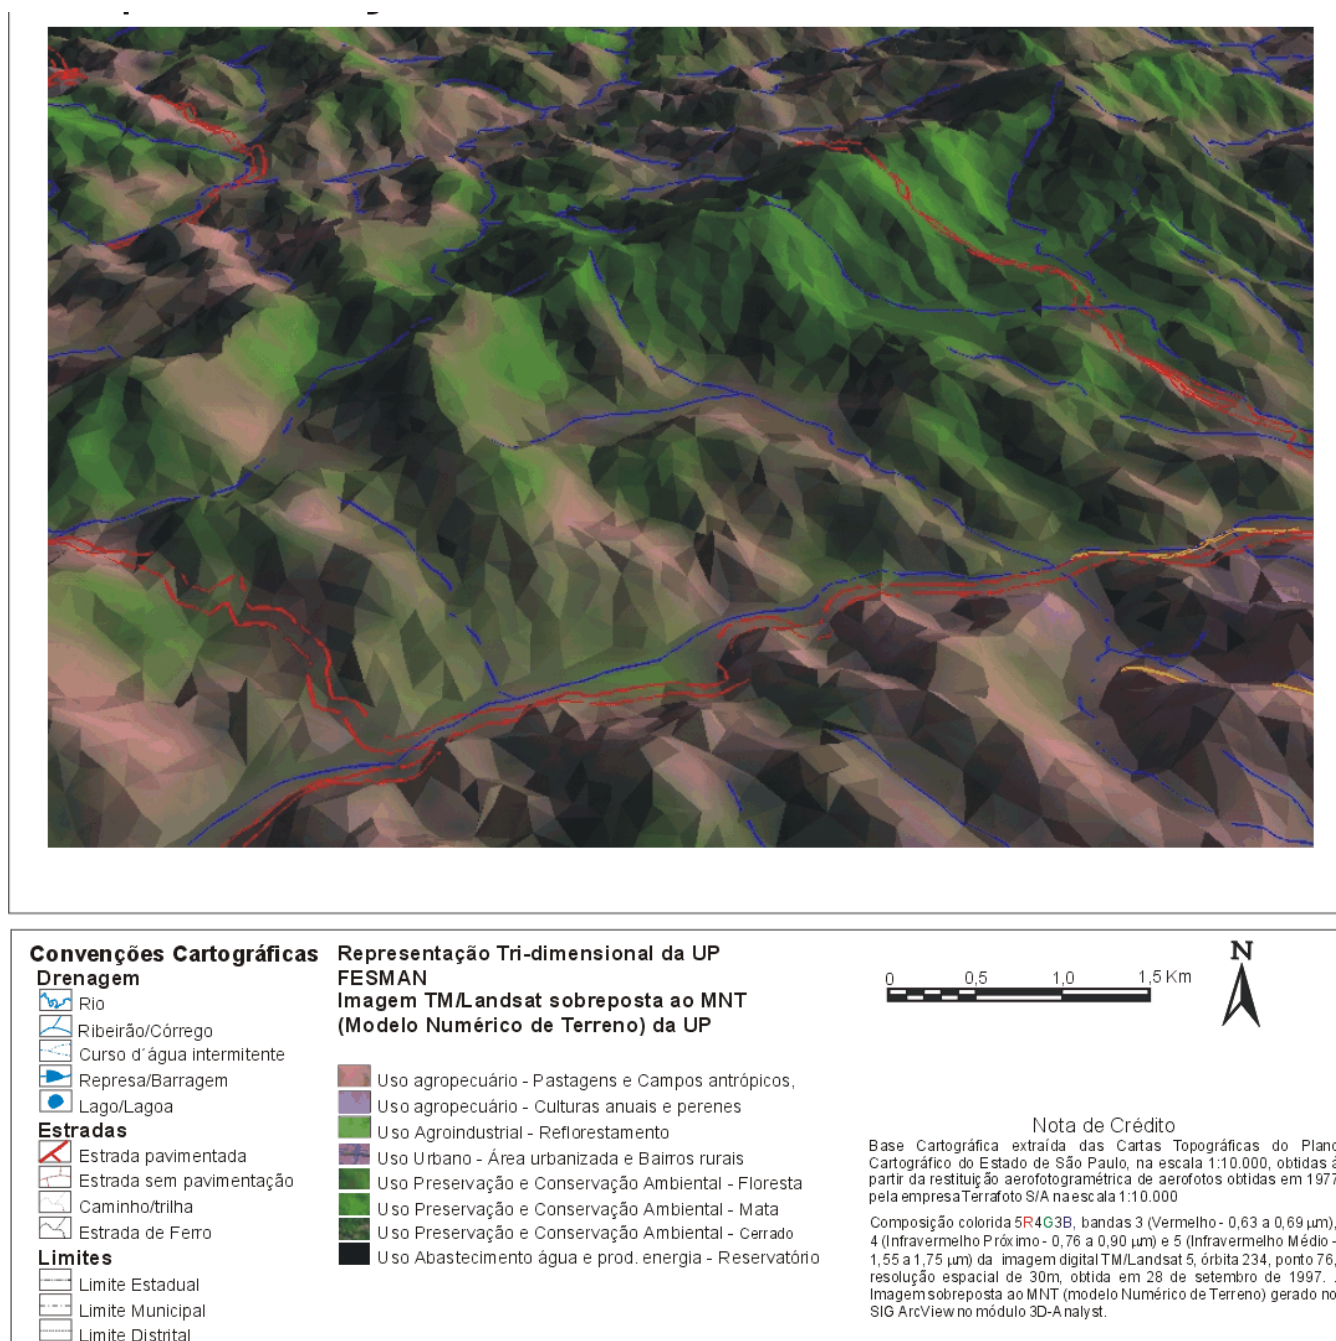 Convenções Cartográficas
Drenagem
Rio
Ribeirão/Córrego
Curso d´água intermitente
Represa/Barragem
Lago/Lagoa
Estradas
Estrada pavimentada
Estrada sem pavimentação
Caminho/trilha
Estrada de Ferro
Limites
Limite Estadual
Limite Municipal
Limite Distrital
Representação Tri-dimensional da UP
FESMAN
Imagem TM/Landsat sobreposta ao MNT
(Modelo Numérico de Terreno) da UP
Uso agropecuário - Pastagens e Campos antrópicos,
Uso agropecuário - Culturas anuais e perenes
Uso Agroindustrial - Reflorestamento
Uso Urbano - Área urbanizada e Bairros rurais
Uso Preservação e Conservação Ambiental - Floresta
Uso Preservação e Conservação Ambiental - Mata
Uso Preservação e Conservação Ambiental - Cerrado
Uso Abastecimento água e prod. energia - Reservatório
0 0,5 1,0 1,5 Km
N
Nota de Crédito
Base Cartográfica extraída das Cartas Topográficas do Plano
Cartográfico do Estado de São Paulo, na escala 1:10.000, obtidas à
partir da restituição aerofotogramétrica de aerofotos obtidas em 1977
pela empresa Terrafoto S/A na escala 1:10.000
Composição colorida 5R4G3B, bandas 3 (Vermelho - 0,63 a 0,69 µm),
4 (Infravermelho Próximo - 0,76 a 0,90 µm) e 5 (Infravermelho Médio -
1,55 a 1,75 µm) da imagem digital TM/Landsat 5, órbita 234, ponto 76,
resolução espacial de 30m, obtida em 28 de setembro de 1997. .
Imagem sobreposta ao MNT (modelo Numérico de Terreno) gerado no
SIG ArcView no módulo 3D-Analyst.